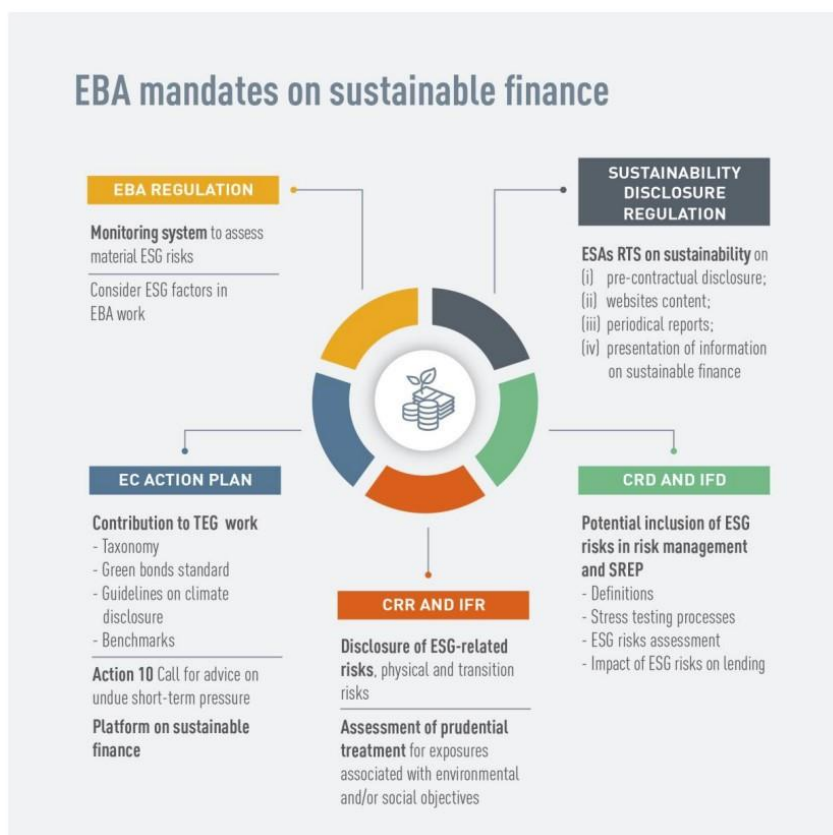 EBA mandates on sustainable finance
EBA REGULATION
Monitoring system to assess
material ESG risks
Consider ESG factors in
EBA work
SUSTAINABILITY
DISCLOSURE
REGULATION
ESAs RTS on sustainability on
(i) pre-contractual disclosure;
(ii) websites content;
(iii) periodical reports;
(iv) presentation of information
on sustainable finance
EC ACTION PLAN
Contribution to TEG work
- Taxonomy
- Green bonds standard
- Guidelines on climate
disclosure
- Benchmarks
Action 10 Call for advice on
undue short-term pressure
Platform on sustainable
finance
CRR AND IFR
Disclosure of ESG-related
risks, physical and transition
risks
Assessment of prudential
treatment for exposures
associated with environmental
and/or social objectives
CRD AND IFD
Potential inclusion of ESG
risks in risk management
and SREP
- Definitions
- Stress testing processes
- ESG risks assessment
- Impact of ESG risks on lending